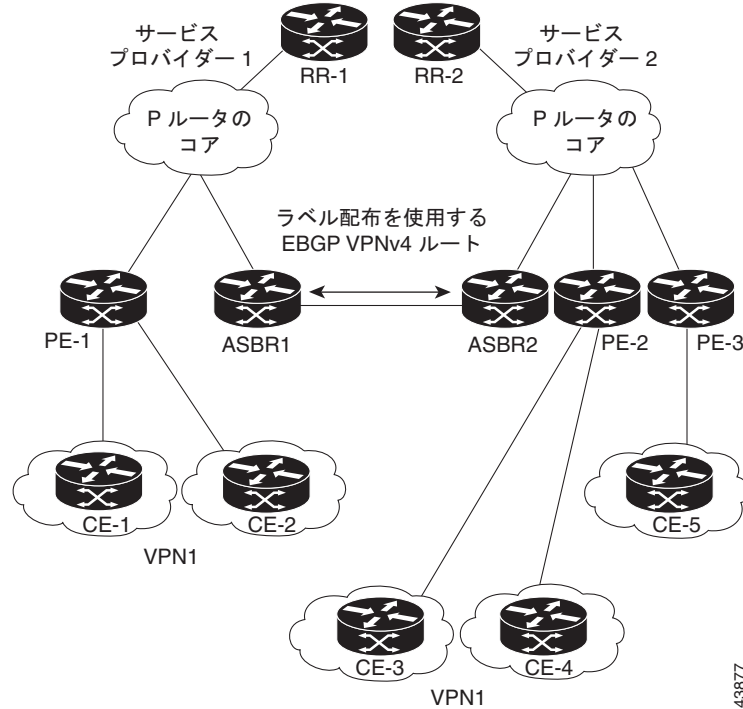 サービス
プロバイダー 1
サービス
プロバイダー 2
RR-1
RR-2
P ルータの
コア
P ルータの
コア
ラベル配布を使用する
EBGP VPNv4 ルート
PE-1
ASBR1
ASBR2
PE-2
PE-3
CE-1
CE-2
CE-5
VPN1
CE-3
CE-4
VPN1
43877